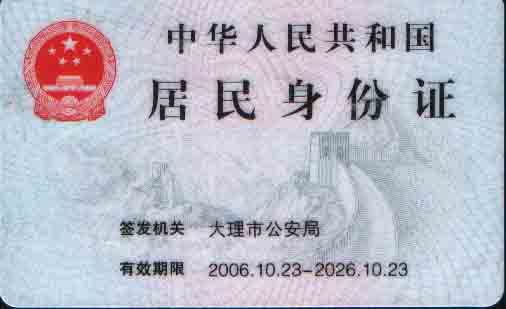 中华人民共和国
居民身份证
签发机关 大理市公安局
有效期限 2006.10.23-2026.10.23